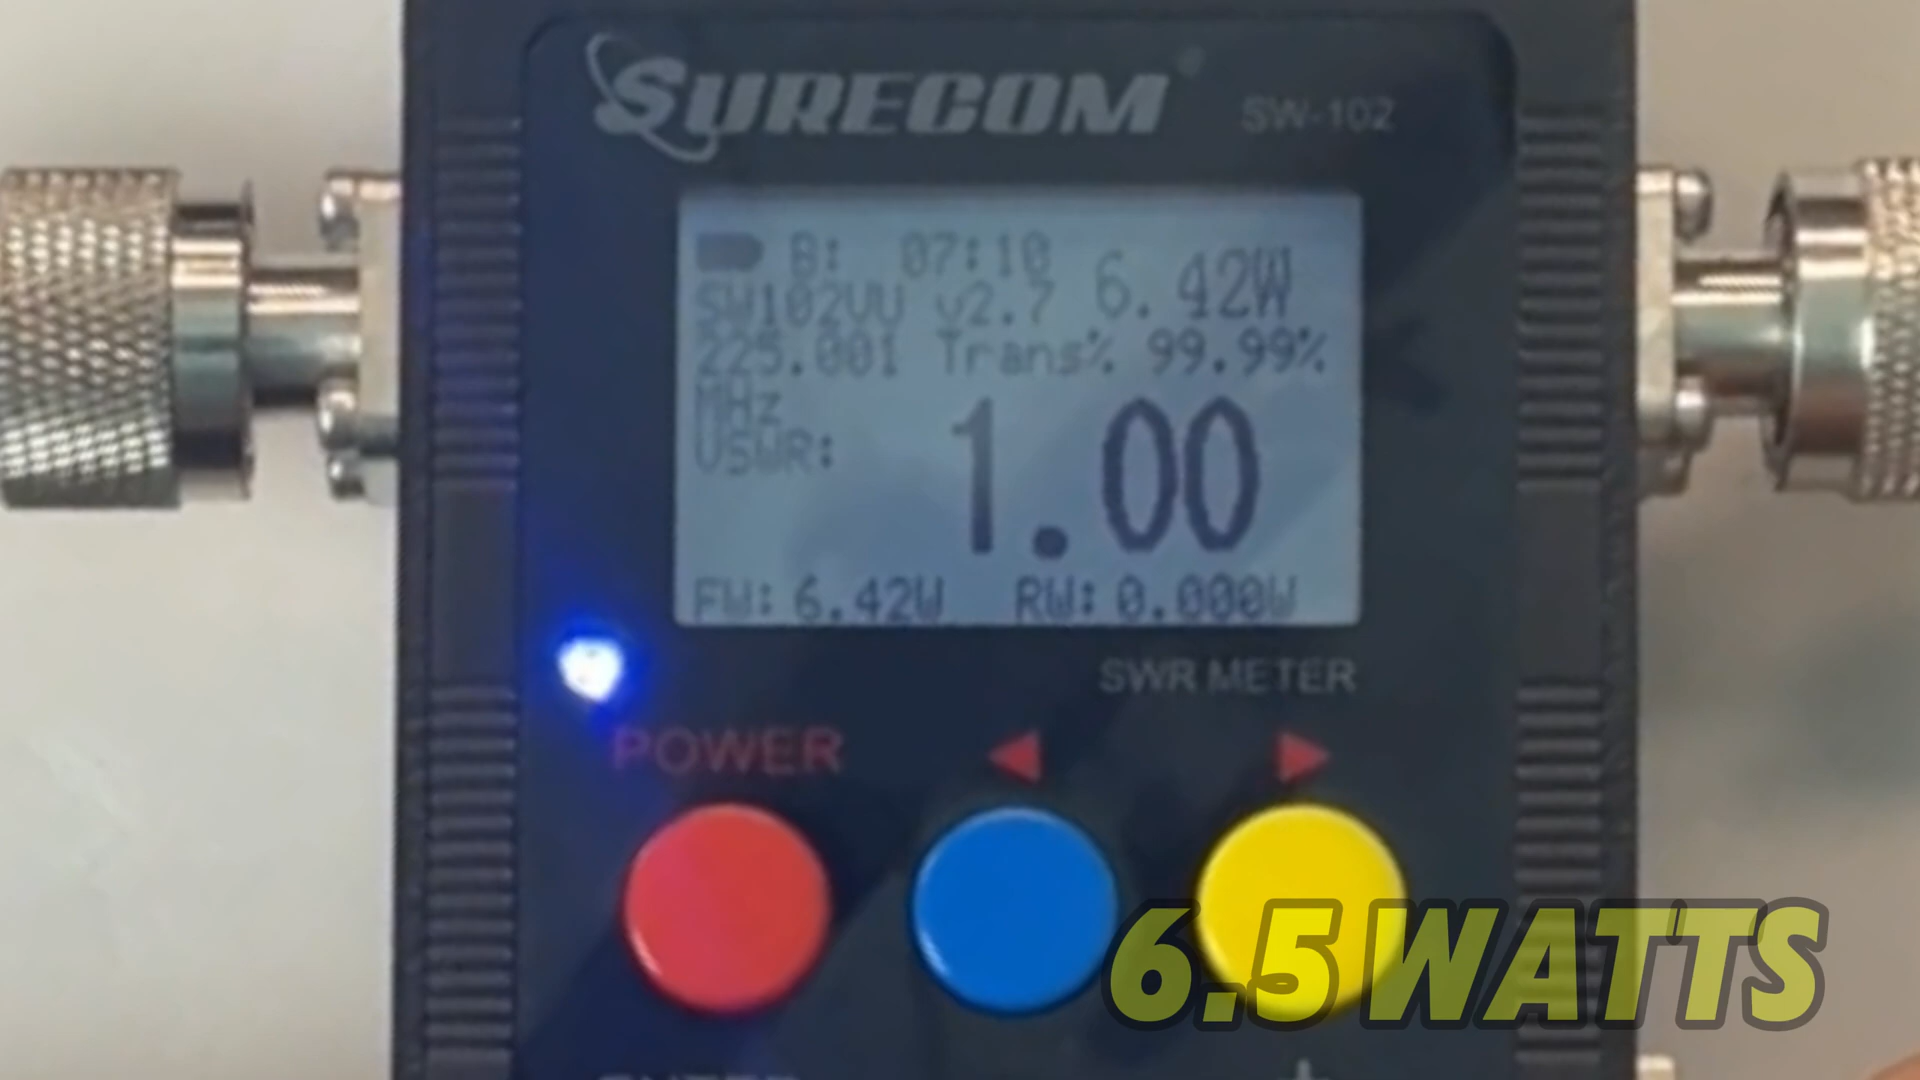 SURECOM®
SW-102
B: 07:10
6.42W
SW102VU v2.7
225.001 Trans% 99.99%
MHz
VSWR: 1.00
FW: 6.42W RW: 0.000W
SWR METER
POWER
6.5 WATTS